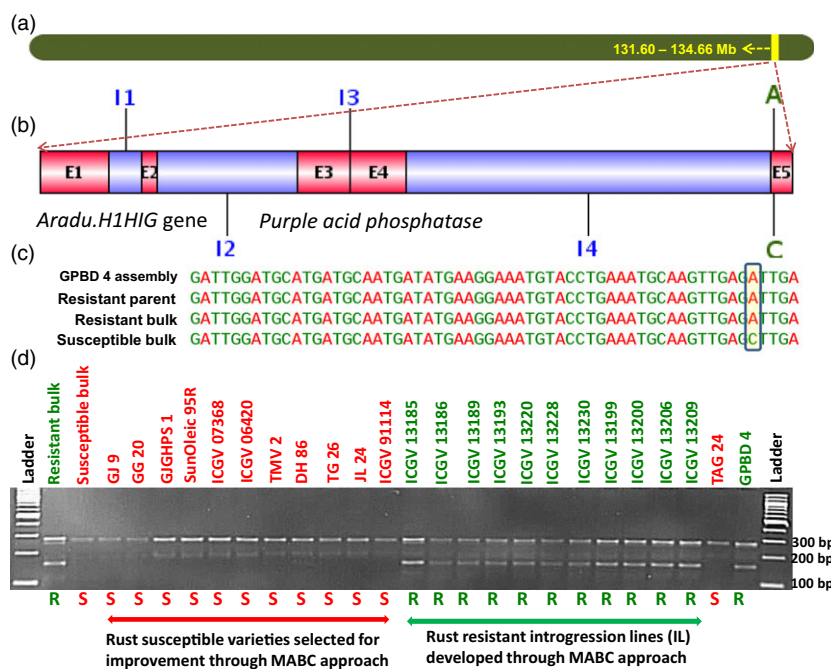 (a)
131.60 – 134.66 Mb
I1
I3
A
(b)
E1
E2
E3
E4
E5
Aradu.H1HIG gene
Purple acid phosphatase
I2
I4
C
(c)
GPBD 4 assembly GATTGGATGCATGATGCAATGATATGAAGGAAATGTACCTGAAATGCAAGTTGAGATTGA
Resistant parent GATTGGATGCATGATGCAATGATATGAAGGAAATGTACCTGAAATGCAAGTTGAGATTGA
Resistant bulk GATTGGATGCATGATGCAATGATATGAAGGAAATGTACCTGAAATGCAAGTTGAGATTGA
Susceptible bulk GATTGGATGCATGATGCAATGATATGAAGGAAATGTACCTGAAATGCAAGTTGAGCTTGA
(d)
Ladder
Resistant bulk
Susceptible bulk
GJ 9
GG 20
GJGHPS 1
SunOleic 95R
ICGV 07368
ICGV 06420
TMV 2
DH 86
TG 26
JL 24
ICGV 91114
ICGV 13185
ICGV 13186
ICGV 13189
ICGV 13193
ICGV 13220
ICGV 13228
ICGV 13230
ICGV 13199
ICGV 13200
ICGV 13206
ICGV 13209
TAG 24
GPBD 4
Ladder
300 bp
200 bp
100 bp
R S S S S S S S S S S S S S R R R R R R R R R R R S R
Rust susceptible varieties selected for
improvement through MABC approach
Rust resistant introgression lines (IL)
developed through MABC approach